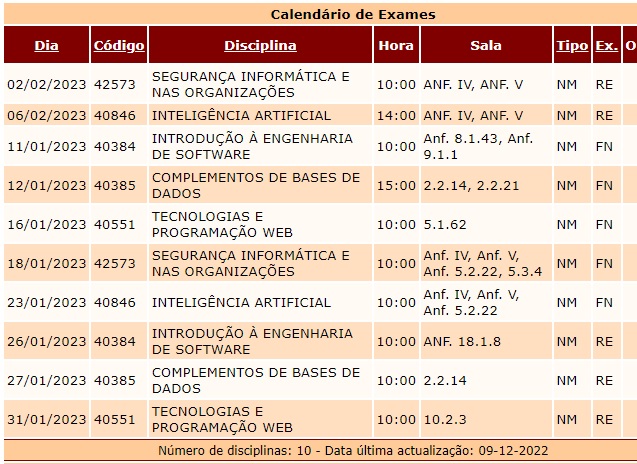 Calendário de Exames
Dia Código Disciplina Hora Sala Tipo Ex. O
02/02/2023 42573 SEGURANÇA INFORMÁTICA E NAS ORGANIZAÇÕES 10:00 ANF. IV, ANF. V NM RE
06/02/2023 40846 INTELIGÊNCIA ARTIFICIAL 14:00 ANF. IV, ANF. V NM RE
11/01/2023 40384 INTRODUÇÃO À ENGENHARIA DE SOFTWARE 10:00 Anf. 8.1.43, Anf. 9.1.1 NM FN
12/01/2023 40385 COMPLEMENTOS DE BASES DE DADOS 15:00 2.2.14, 2.2.21 NM FN
16/01/2023 40551 TECNOLOGIAS E PROGRAMAÇÃO WEB 10:00 5.1.62 NM FN
18/01/2023 42573 SEGURANÇA INFORMÁTICA E NAS ORGANIZAÇÕES 10:00 Anf. IV, Anf. V, Anf. 5.2.22, 5.3.4 NM FN
23/01/2023 40846 INTELIGÊNCIA ARTIFICIAL 10:00 Anf. IV, Anf. V, Anf. 5.2.22 NM FN
26/01/2023 40384 INTRODUÇÃO À ENGENHARIA DE SOFTWARE 10:00 ANF. 18.1.8 NM RE
27/01/2023 40385 COMPLEMENTOS DE BASES DE DADOS 10:00 2.2.14 NM RE
31/01/2023 40551 TECNOLOGIAS E PROGRAMAÇÃO WEB 10:00 10.2.3 NM RE
Número de disciplinas: 10 - Data última actualização: 09-12-2022